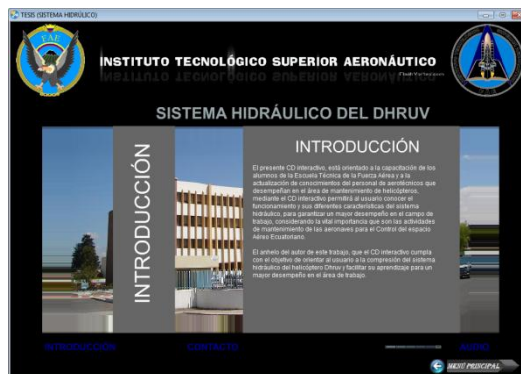 TESIS (SISTEMA HIDRÚLICO)
INSTITUTO TECNOLÓGICO SUPERIOR AERONÁUTICO
SISTEMA HIDRÁULICO DEL DHRUV
INTRODUCCIÓN
INTRODUCCIÓN
El presente CD interactivo, está orientado a la capacitación de los
alumnos de la Escuela Técnica de la Fuerza Aérea y a la
actualización de conocimientos del personal de aerotécnicos que
desempeñan en el área de mantenimiento de helicópteros,
mediante el CD interactivo permitirá al usuario conocer el
funcionamiento y sus diferentes características del sistema
hidráulico, para garantizar un mayor desempeño en el campo de
trabajo, considerando la vital importancia que son las actividades
de mantenimiento de las aeronaves para el Control del espacio
Aéreo Ecuatoriano.
El anhelo del autor de este trabajo, que el CD interactivo cumpla
con el objetivo de orientar al usuario a la compresión del sistema
hidráulico del helicóptero Dhruv y facilitar su aprendizaje para un
mayor desempeño en el área de trabajo.
INTRODUCCIÓN
CONTACTO
AUDIO
MENÚ PRINCIPAL